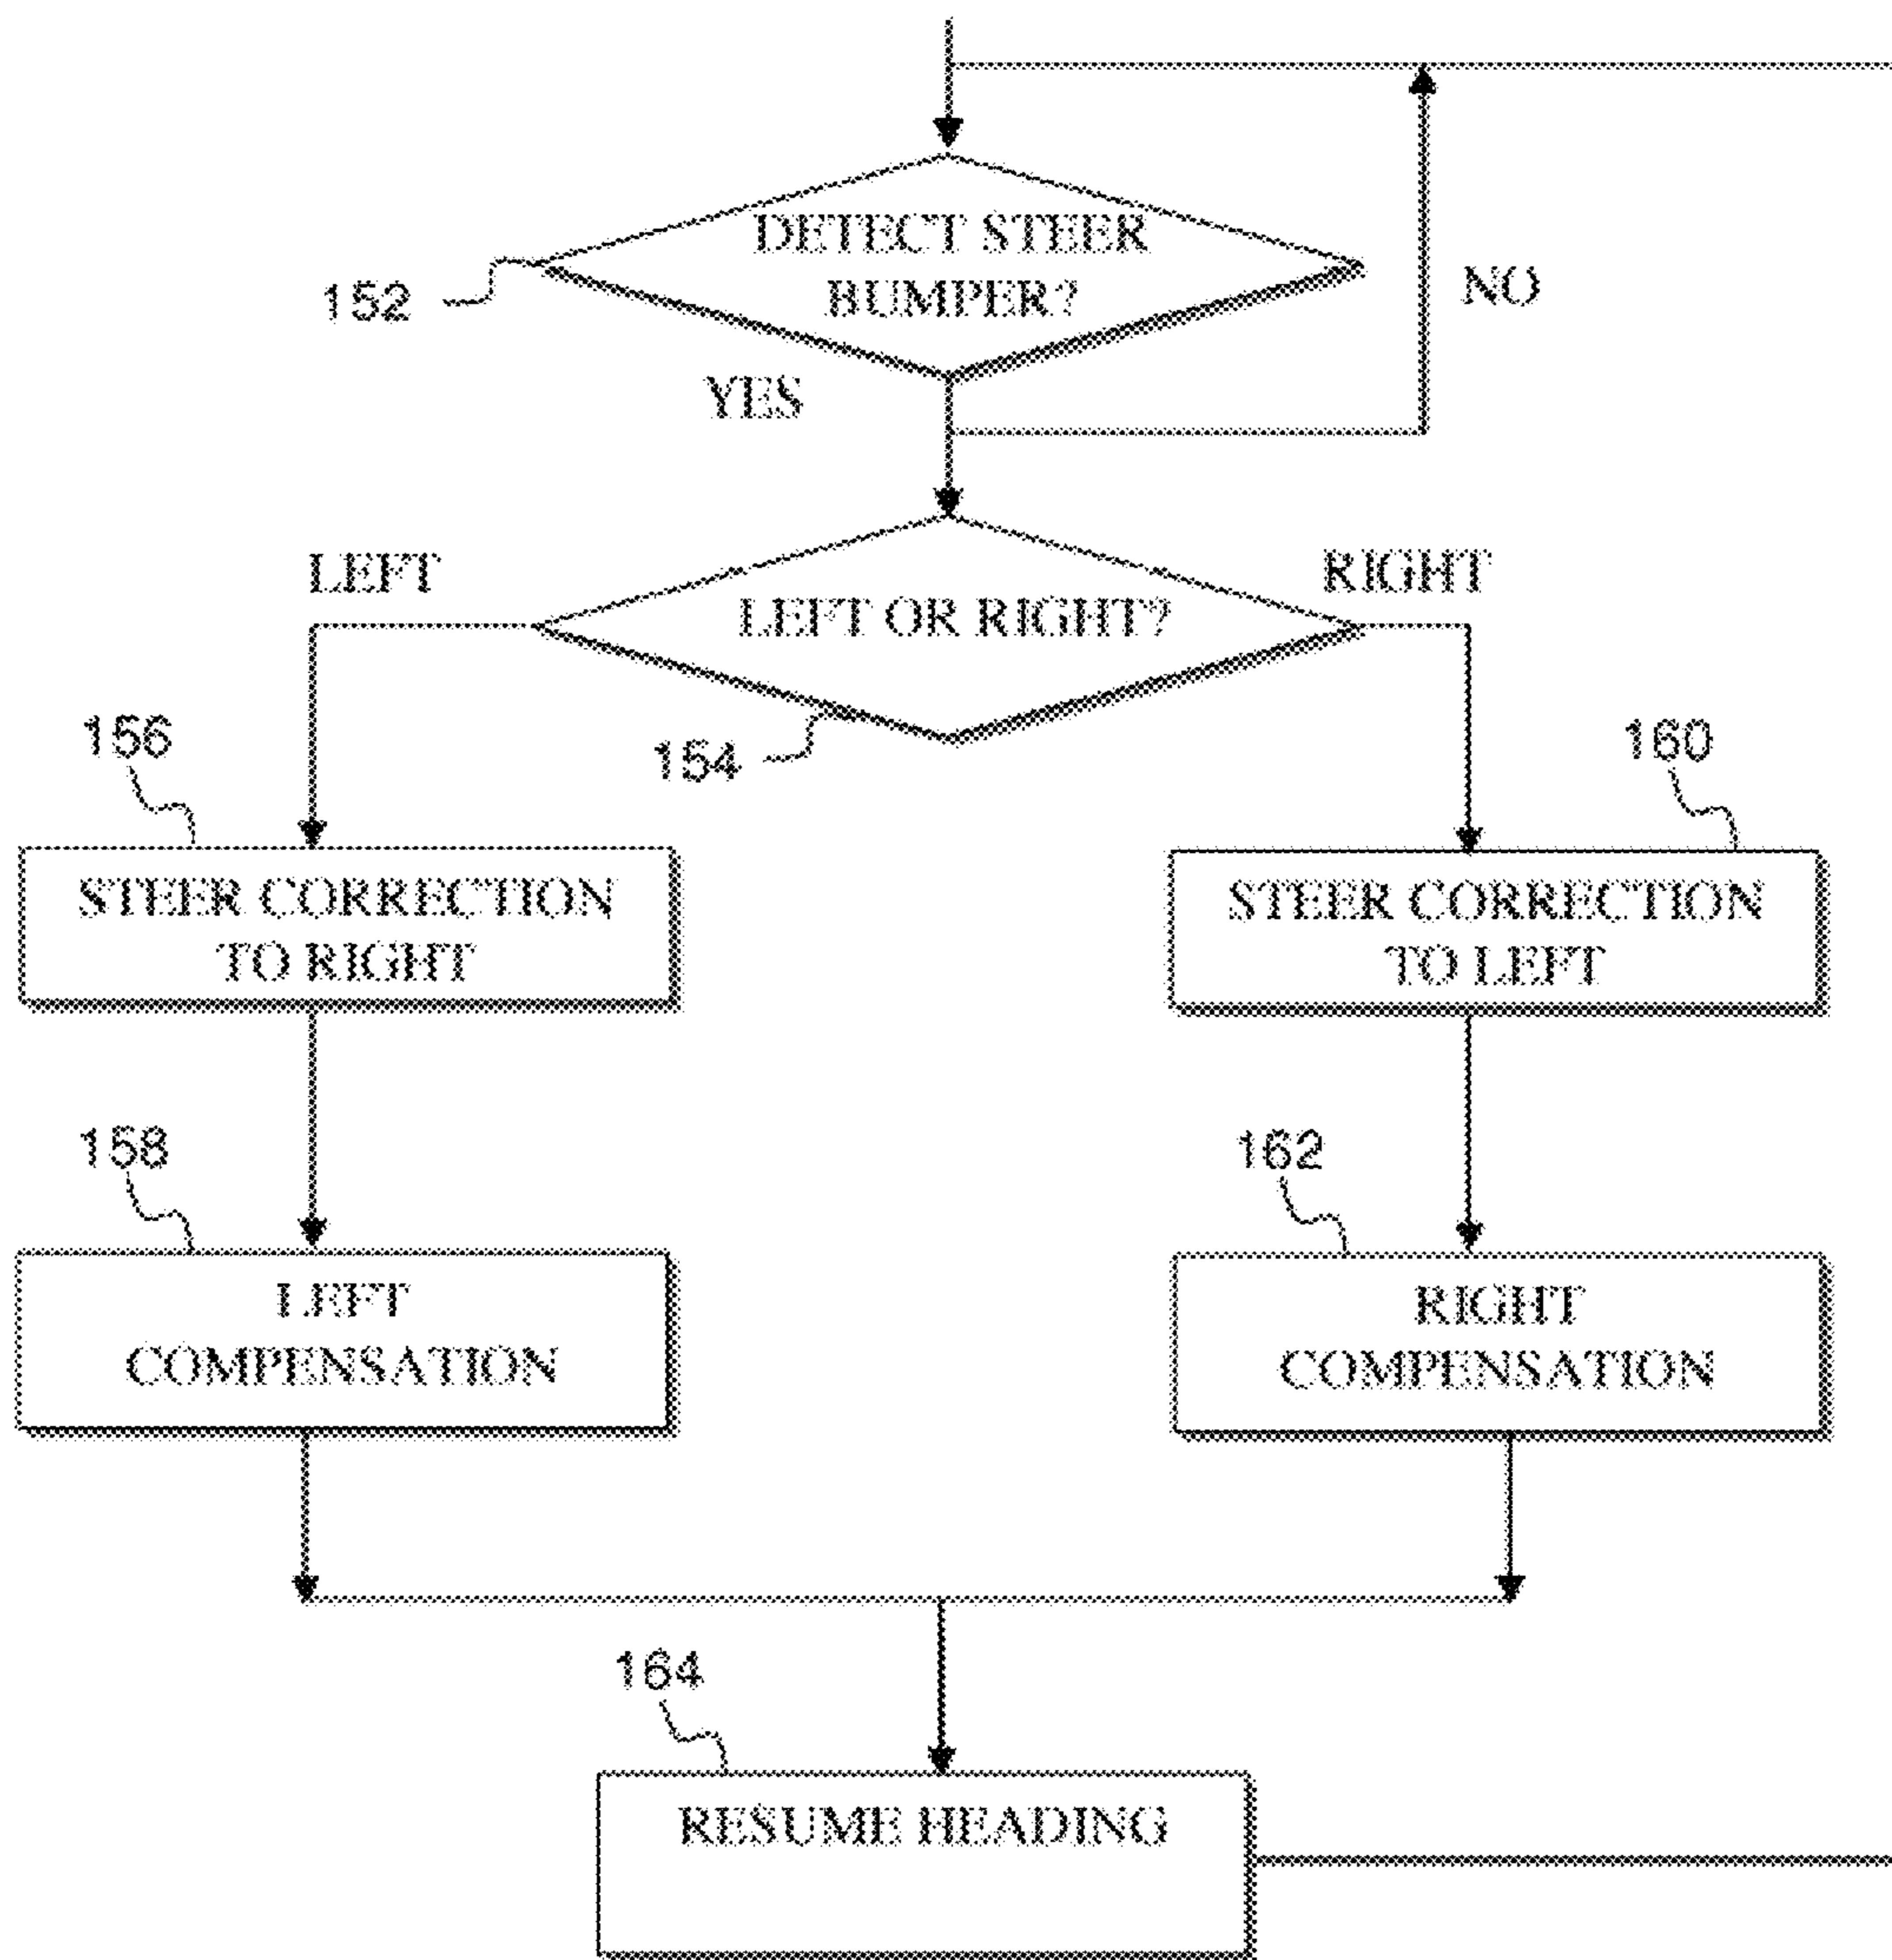 DETECT STEER
BUMPER?
152
NO
YES
LEFT
RIGHT
LEFT OR RIGHT?
154
156
160
STEER CORRECTION
TO RIGHT
STEER CORRECTION
TO LEFT
158
162
LEFT
COMPENSATION
RIGHT
COMPENSATION
164
RESUME HEADING